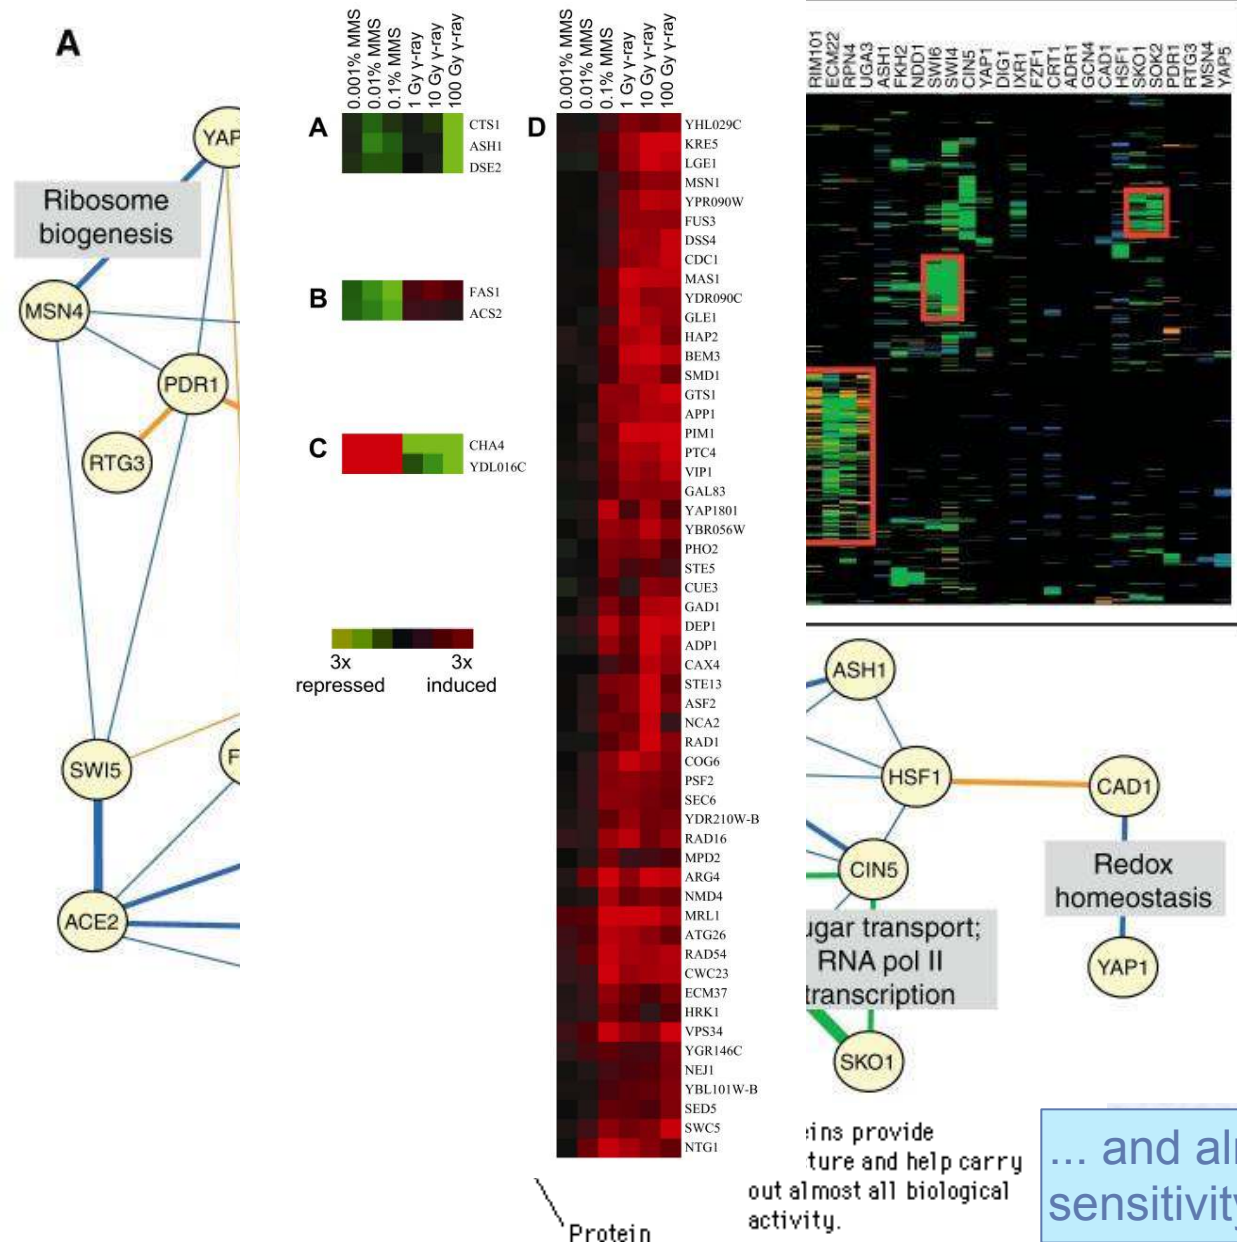 A
YAP
Ribosome
biogenesis
MSN4
PDR1
RTG3
SWI5
F
ACE2
0.001% MMS
0.01% MMS
0.1% MMS
1 Gy γ-ray
10 Gy γ-ray
100 Gy γ-ray
A
CTS1
ASH1
DSE2
B
FAS1
ACS2
C
CHA4
YDL016C
3x
repressed
3x
induced
D
0.001% MMS
0.01% MMS
0.1% MMS
1 Gy γ-ray
10 Gy γ-ray
100 Gy γ-ray
YHL029C
KRE5
LGE1
MSN1
YPR090W
FUS3
DSS4
CDC1
MAS1
YDR090C
GLE1
HAP2
BEM3
SMD1
GTS1
APP1
PIM1
PTC4
VIP1
GAL83
YAP1801
YBR056W
PHO2
STE5
CUE3
GAD1
DEP1
ADP1
CAX4
STE13
ASF2
NCA2
RAD1
COG6
PSF2
SEC6
YDR210W-B
RAD16
MPD2
ARG4
NMD4
MRL1
ATG26
RAD54
CWC23
ECM37
HRK1
VPS34
YGR146C
NEJ1
YBL101W-B
SED5
SWC5
NTG1
Protein
RIM101
ECM22
RPN4
UGA3
ASH1
FKH2
NDD1
SWI6
SWI4
CIN5
YAP1
DIG1
IXR1
FZF1
CRT1
ADR1
GCN4
CAD1
HSF1
SKO1
SOK2
PDR1
RTG3
MSN4
YAP5
ASH1
HSF1
CAD1
CIN5
Redox
homeostasis
ugar transport;
RNA pol II
transcription
YAP1
SKO1
eins provide
ture and help carry
out almost all biological
activity.
... and al
sensitivity